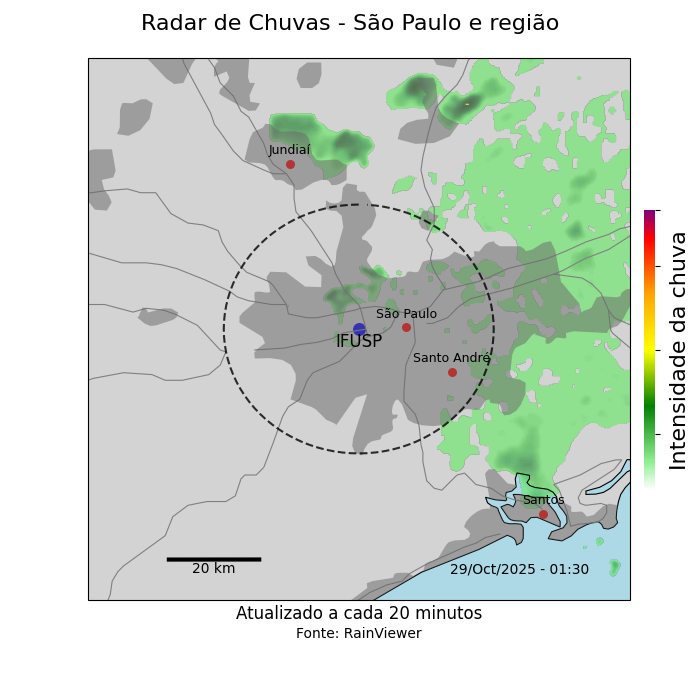 Radar de Chuvas - São Paulo e região
Jundiaí
São Paulo
IFUSP
Santo André
Intensidade da chuva
Santos
20 km
29/Oct/2025 - 01:30
Atualizado a cada 20 minutos
Fonte: RainViewer